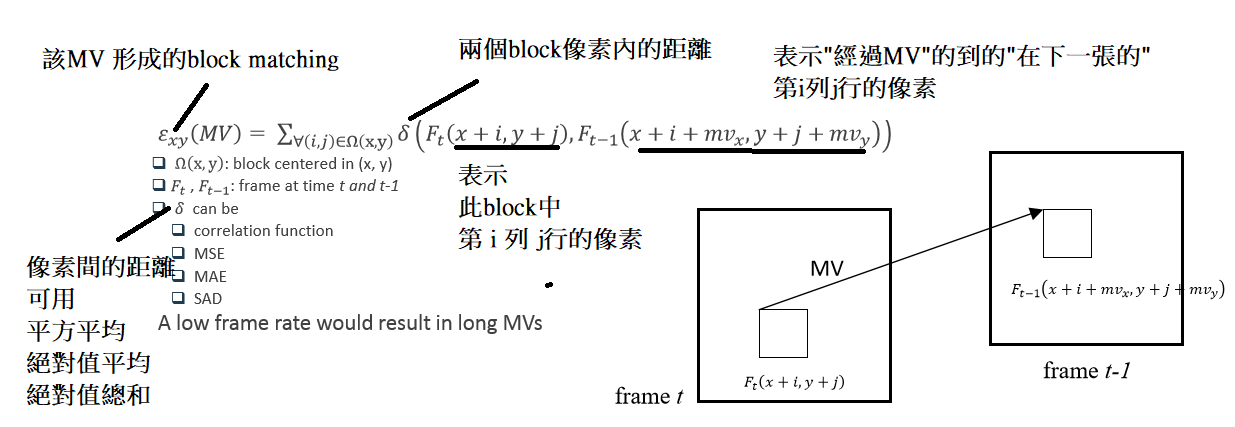 該MV 形成的block matching
兩個block像素內的距離
表示"經過MV"的到的"在下一張的"
第i列j行的像素
ε_xy(MV) = ∑_∀(i,j)∈Ω(x,y) δ(F_t(x + i, y + j), F_t−1(x + i + mv_x, y + j + mv_y))
❑ Ω(x, y): block centered in (x, y)
❑ F_t , F_t−1: frame at time t and t-1
❑ δ can be
❑ correlation function
❑ MSE
❑ MAE
❑ SAD
A low frame rate would result in long MVs
像素間的距離
可用
平方平均
絕對值平均
絕對值總和
表示
此block中
第 i 列 j行的像素
MV
F_t(x + i, y + j)
frame t
F_t−1(x + i + mv_x, y + j + mv_y)
frame t-1